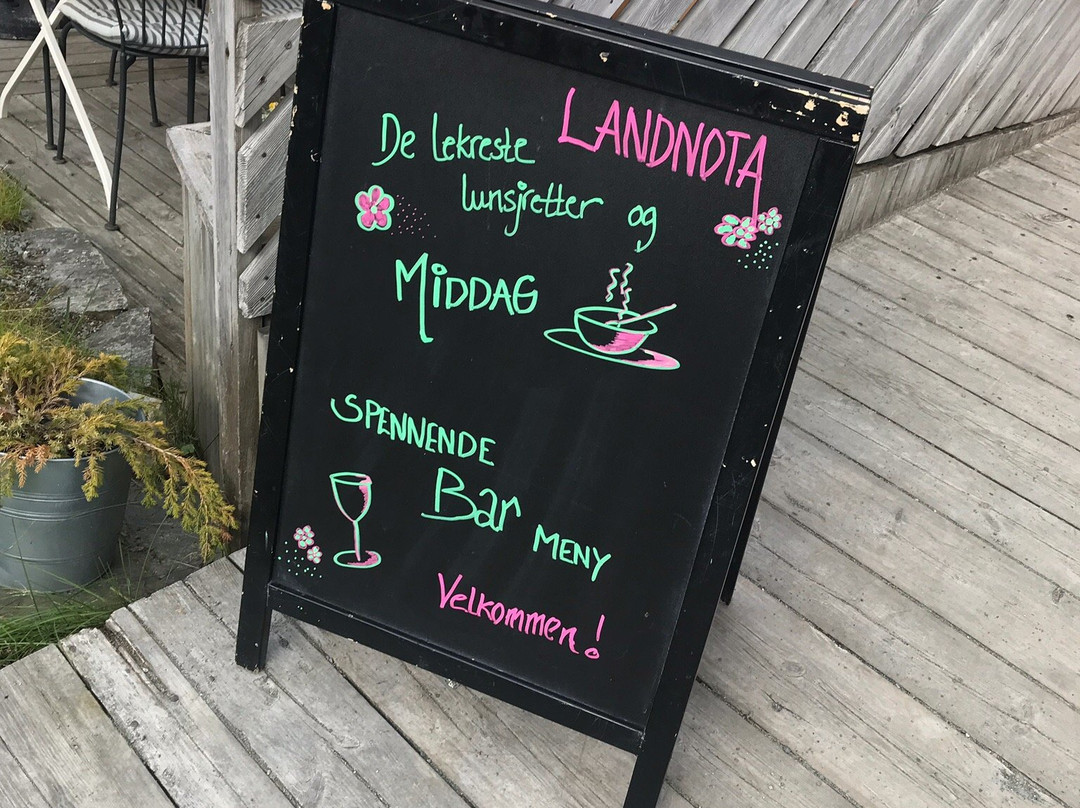 LANDNOTA
De lekreste
lunsjretter og
MIDDAG
SPENNENDE
Bar MENY
Velkommen!